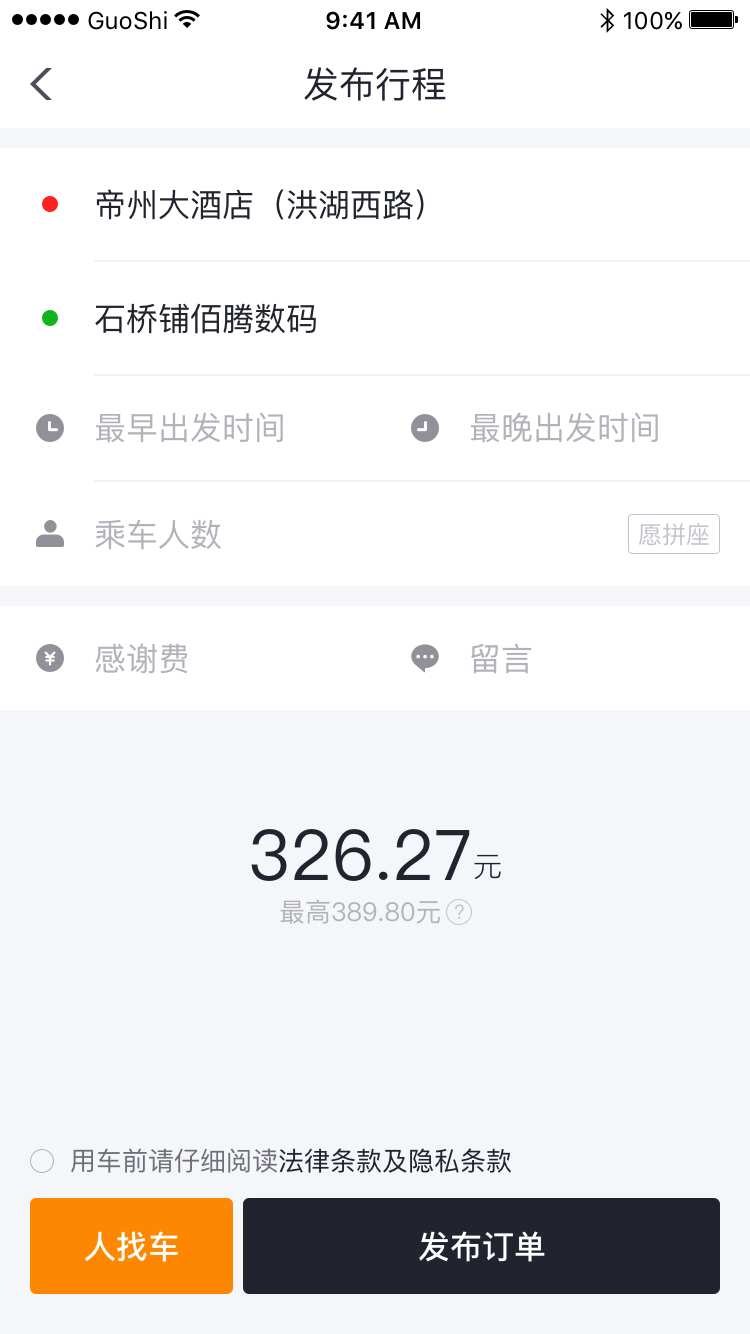 GuoShi 9:41 AM 100%
发布行程
帝州大酒店（洪湖西路）
石桥铺佰腾数码
最早出发时间 最晚出发时间
乘车人数 愿拼座
¥ 感谢费 留言
326.27元
最高389.80元 ?
用车前请仔细阅读法律条款及隐私条款
人找车 发布订单